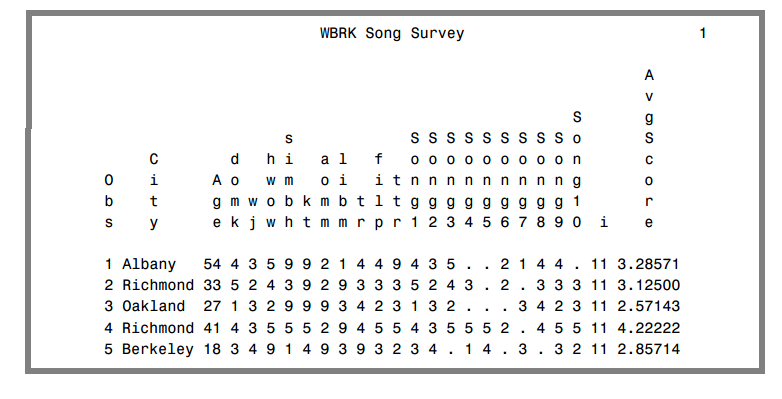 WBRK Song Survey 1
A
v
S g
s S S S S S S S S S o S
C d h i a l f o o o o o o o o o n c
O i A o w m o i i t n n n n n n n n n g o
b t g m w o b k m b t l t g g g g g g g g g 1 r
s y e k j w h t m m r p r 1 2 3 4 5 6 7 8 9 0 i e
1 Albany 54 4 3 5 9 9 2 1 4 4 9 4 3 5 . . 2 1 4 4 . 11 3.28571
2 Richmond 33 5 2 4 3 9 2 9 3 3 3 5 2 4 3 . 2 . 3 3 3 11 3.12500
3 Oakland 27 1 3 2 9 9 9 3 4 2 3 1 3 2 . . . 3 4 2 3 11 2.57143
4 Richmond 41 4 3 5 5 5 2 9 4 5 5 4 3 5 5 5 2 . 4 5 5 11 4.22222
5 Berkeley 18 3 4 9 1 4 9 3 9 3 2 3 4 . 1 4 . 3 . 3 2 11 2.85714